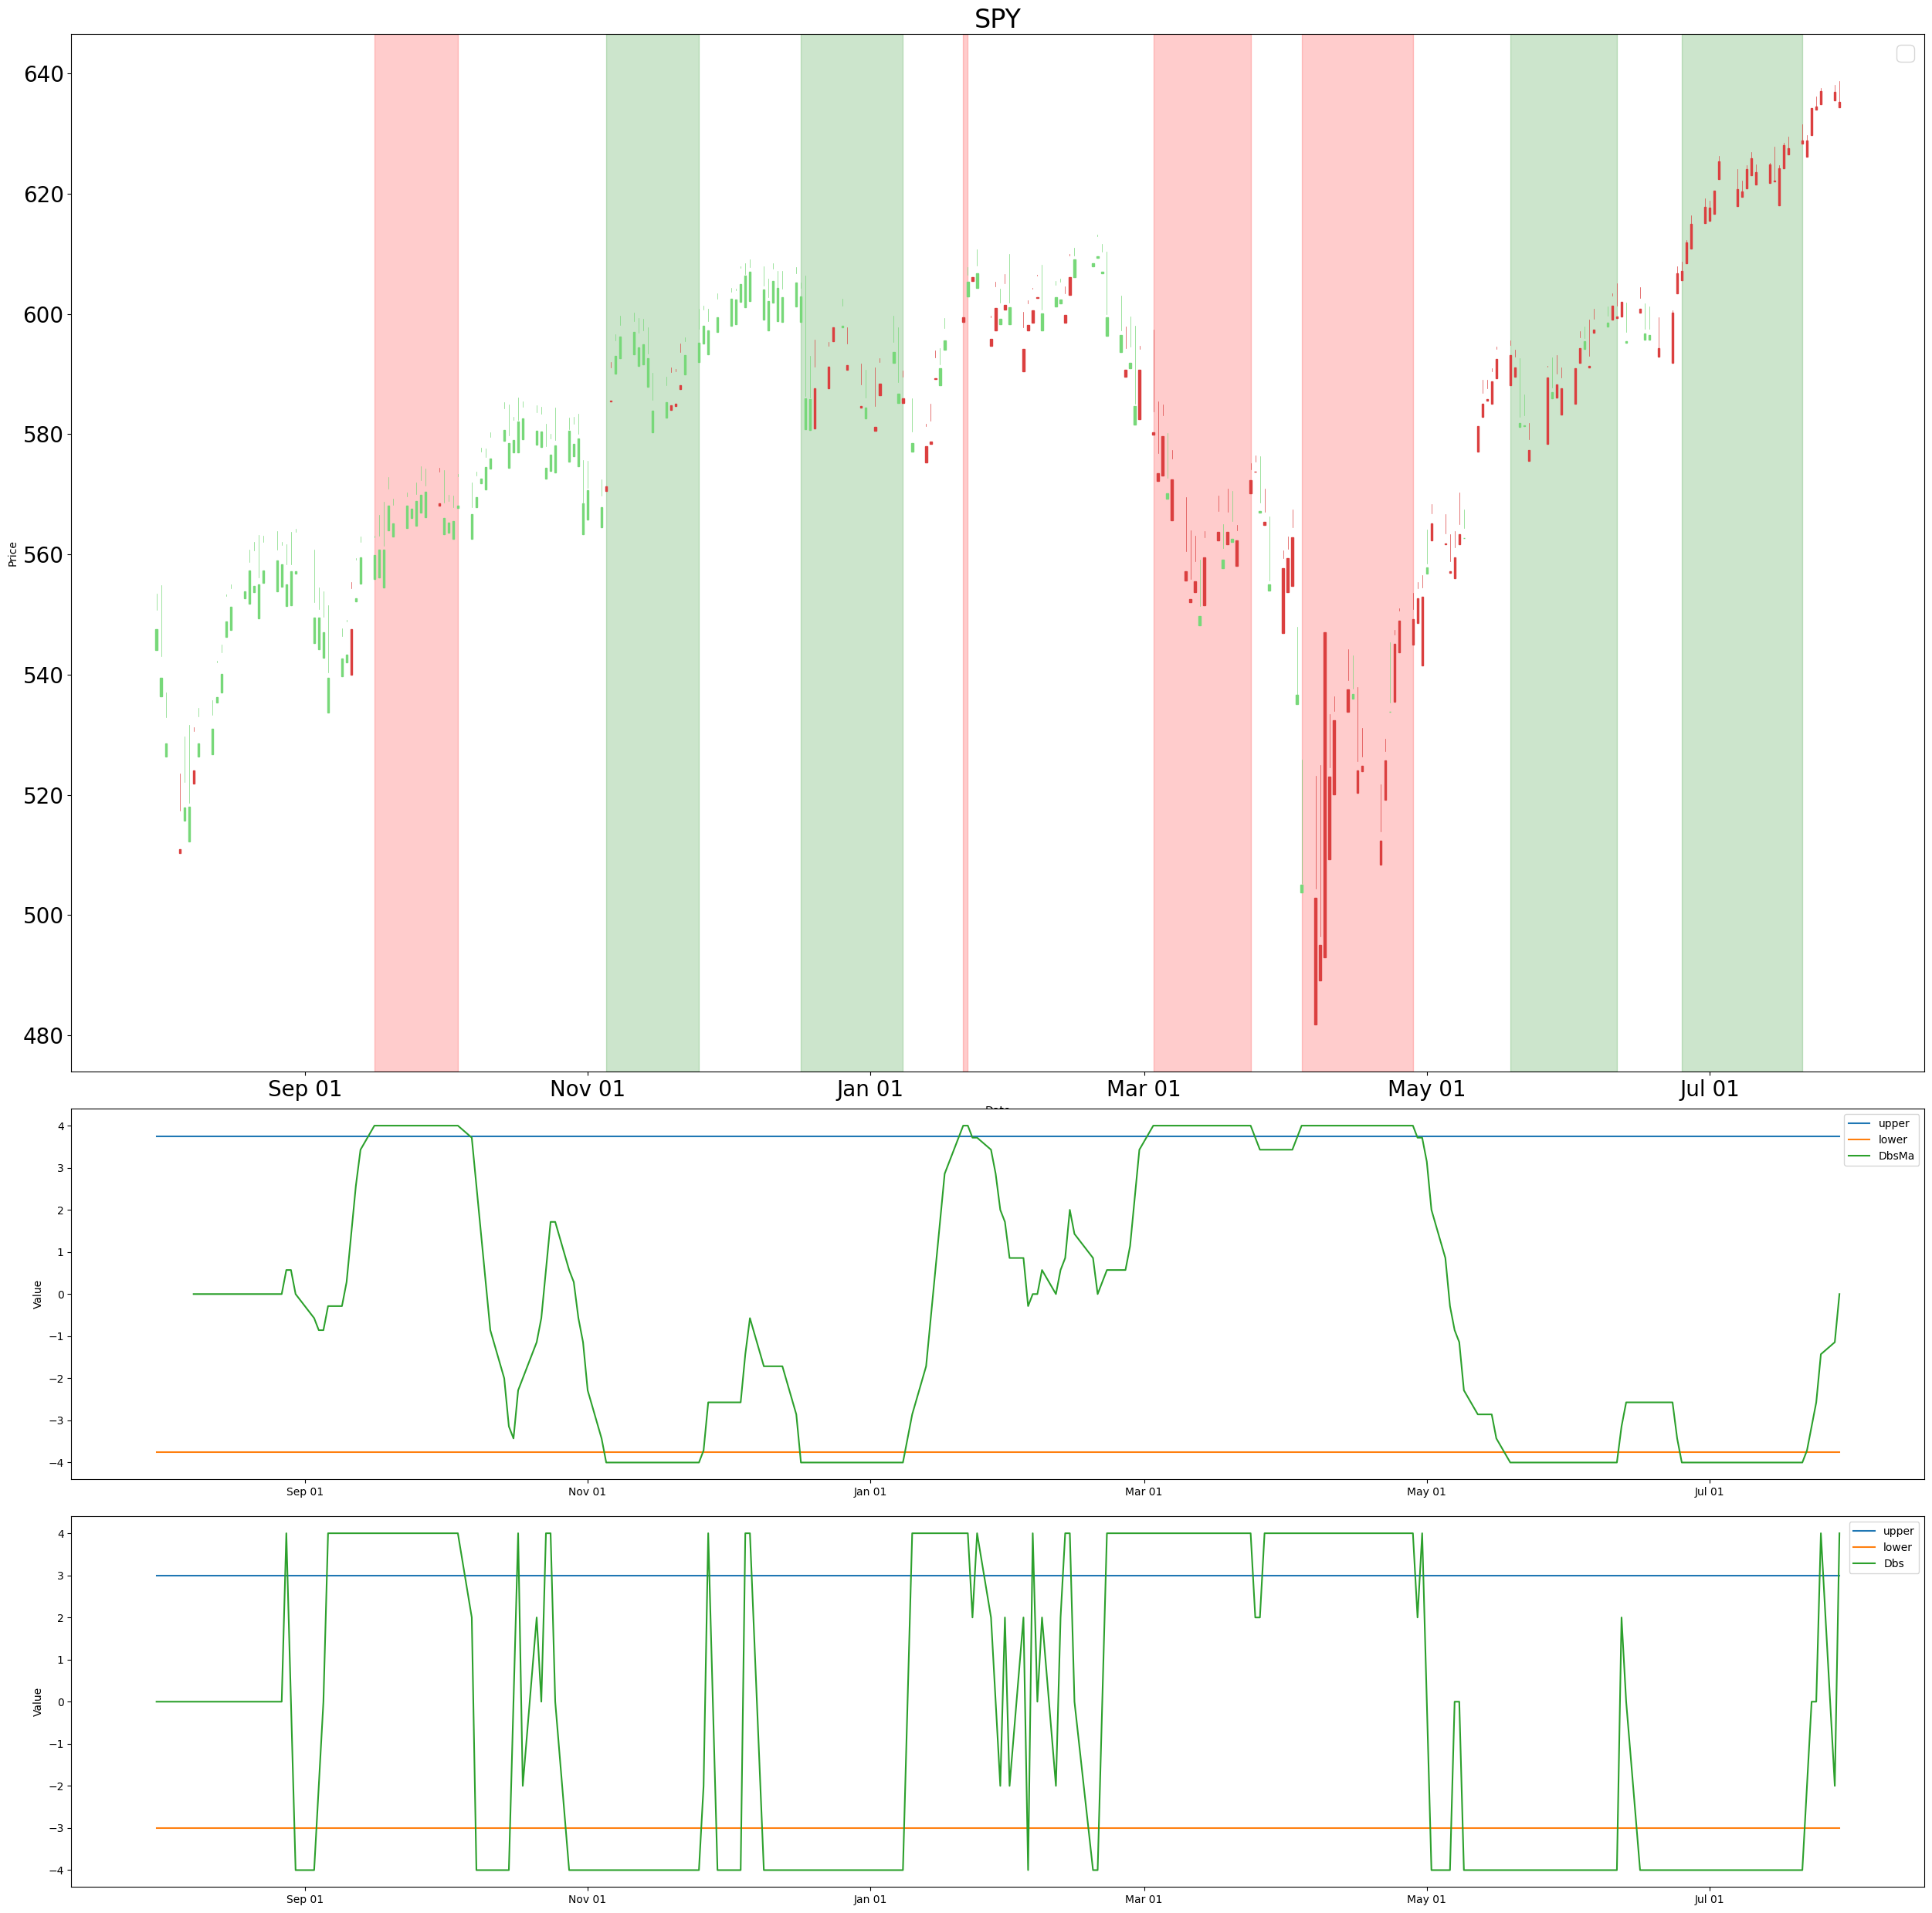 SPY
640
620
600
580
560
540
520
500
480
Price
Sep 01 Nov 01 Jan 01 Mar 01 May 01 Jul 01
Date
4
3
2
1
0
−1
−2
−3
−4
Value
upper
lower
DbsMa
Sep 01 Nov 01 Jan 01 Mar 01 May 01 Jul 01
4
3
2
1
0
−1
−2
−3
−4
Value
upper
lower
Dbs
Sep 01 Nov 01 Jan 01 Mar 01 May 01 Jul 01